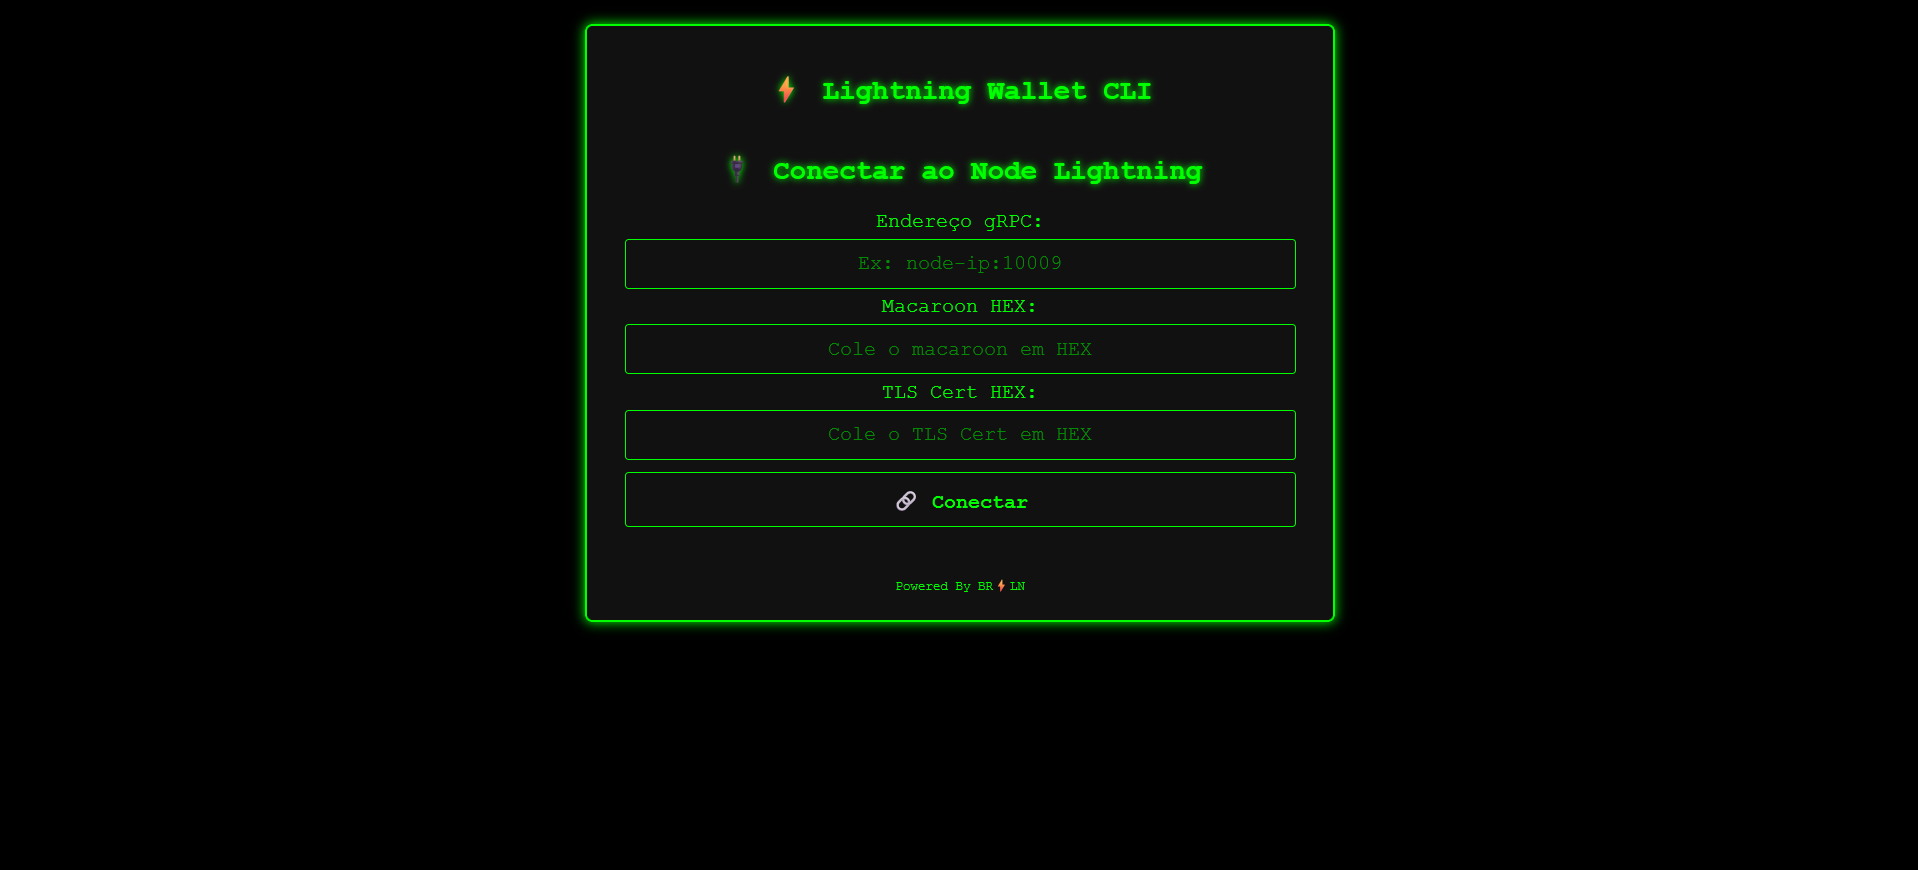 ⚡ Lightning Wallet CLI
🔌 Conectar ao Node Lightning
Endereço gRPC:
Ex: node-ip:10009
Macaroon HEX:
Cole o macaroon em HEX
TLS Cert HEX:
Cole o TLS Cert em HEX
🔗 Conectar
Powered By BR⚡LN